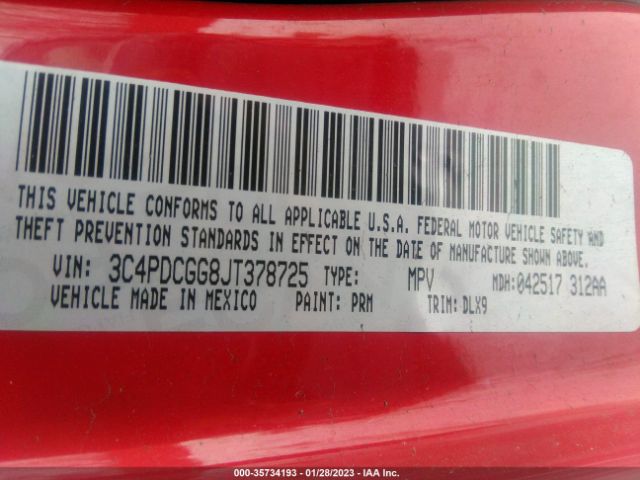 THIS VEHICLE CONFORMS TO ALL APPLICABLE U.S.A. FEDERAL MOTOR VEHICLE SAFETY AND
THEFT PREVENTION STANDARDS IN EFFECT ON THE DATE OF MANUFACTURE SHOWN ABOVE.
VIN: 3C4PDCGG8JT378725 TYPE: MPV MDH:042517 312AA
VEHICLE MADE IN MEXICO PAINT: PRM TRIM:DLX9
000-35734193 - 01/28/2023 - IAA Inc.